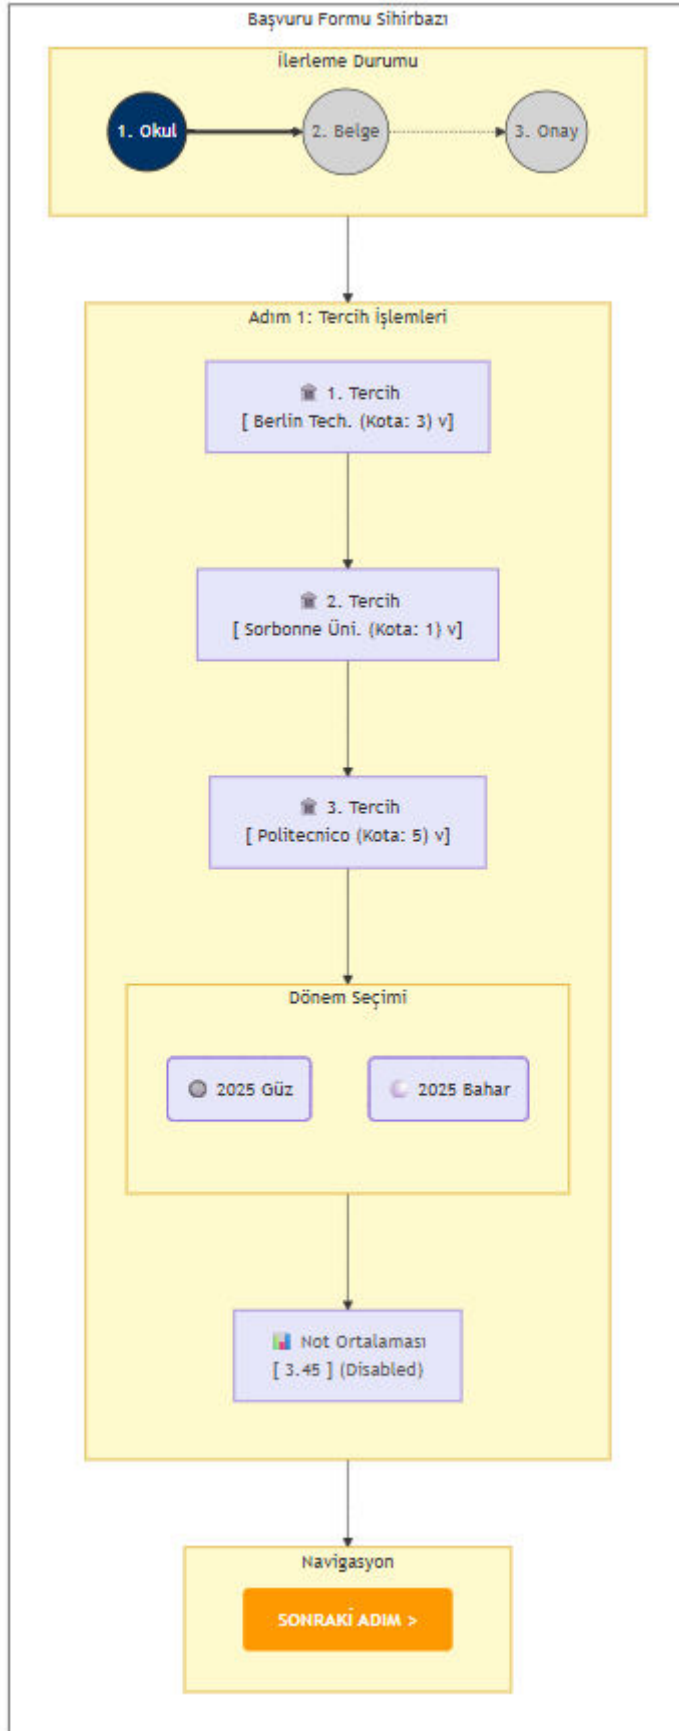 Başvuru Formu Sihirbazı
İlerleme Durumu
1. Okul
2. Belge
3. Onay
Adım 1: Tercih İşlemleri
🏛️ 1. Tercih
[ Berlin Tech. (Kota: 3) v]
🏛️ 2. Tercih
[ Sorbonne Üni. (Kota: 1) v]
🏛️ 3. Tercih
[ Politecnico (Kota: 5) v]
Dönem Seçimi
🔘 2025 Güz
⚪ 2025 Bahar
📊 Not Ortalaması
[ 3.45 ] (Disabled)
Navigasyon
SONRAKİ ADIM >